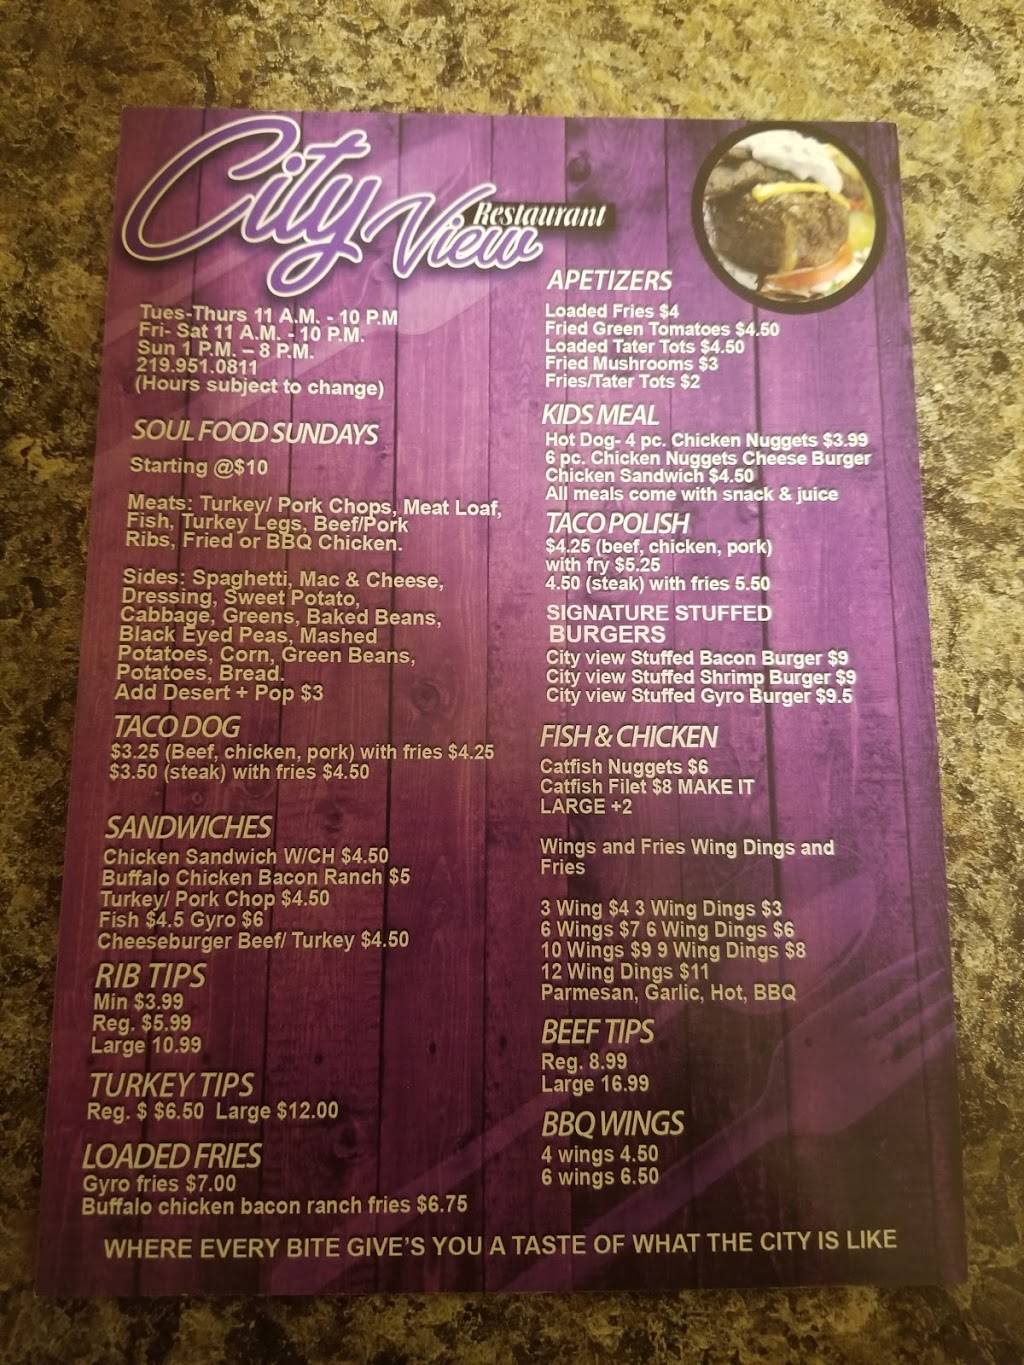 City View Restaurant
Tues-Thurs 11 A.M. - 10 P.M
Fri- Sat 11 A.M. - 10 P.M.
Sun 1 P.M. – 8 P.M.
219.951.0811
(Hours subject to change)
SOUL FOOD SUNDAYS
Starting @$10
Meats: Turkey/ Pork Chops, Meat Loaf,
Fish, Turkey Legs, Beef/Pork
Ribs, Fried or BBQ Chicken.
Sides: Spaghetti, Mac & Cheese,
Dressing, Sweet Potato,
Cabbage, Greens, Baked Beans,
Black Eyed Peas, Mashed
Potatoes, Corn, Green Beans,
Potatoes, Bread.
Add Desert + Pop $3
TACO DOG
$3.25 (Beef, chicken, pork) with fries $4.25
$3.50 (steak) with fries $4.50
SANDWICHES
Chicken Sandwich W/CH $4.50
Buffalo Chicken Bacon Ranch $5
Turkey/ Pork Chop $4.50
Fish $4.5 Gyro $6
Cheeseburger Beef/ Turkey $4.50
RIB TIPS
Min $3.99
Reg. $5.99
Large 10.99
TURKEY TIPS
Reg. $ $6.50 Large $12.00
LOADED FRIES
Gyro fries $7.00
Buffalo chicken bacon ranch fries $6.75
APETIZERS
Loaded Fries $4
Fried Green Tomatoes $4.50
Loaded Tater Tots $4.50
Fried Mushrooms $3
Fries/Tater Tots $2
KIDS MEAL
Hot Dog- 4 pc. Chicken Nuggets $3.99
6 pc. Chicken Nuggets Cheese Burger
Chicken Sandwich $4.50
All meals come with snack & juice
TACO POLISH
$4.25 (beef, chicken, pork)
with fry $5.25
4.50 (steak) with fries 5.50
SIGNATURE STUFFED
BURGERS
City view Stuffed Bacon Burger $9
City view Stuffed Shrimp Burger $9
City view Stuffed Gyro Burger $9.5
FISH & CHICKEN
Catfish Nuggets $6
Catfish Filet $8 MAKE IT
LARGE +2
Wings and Fries Wing Dings and
Fries
3 Wing $4 3 Wing Dings $3
6 Wings $7 6 Wing Dings $6
10 Wings $9 9 Wing Dings $8
12 Wing Dings $11
Parmesan, Garlic, Hot, BBQ
BEEF TIPS
Reg. 8.99
Large 16.99
BBQ WINGS
4 wings 4.50
6 wings 6.50
WHERE EVERY BITE GIVE'S YOU A TASTE OF WHAT THE CITY IS LIKE